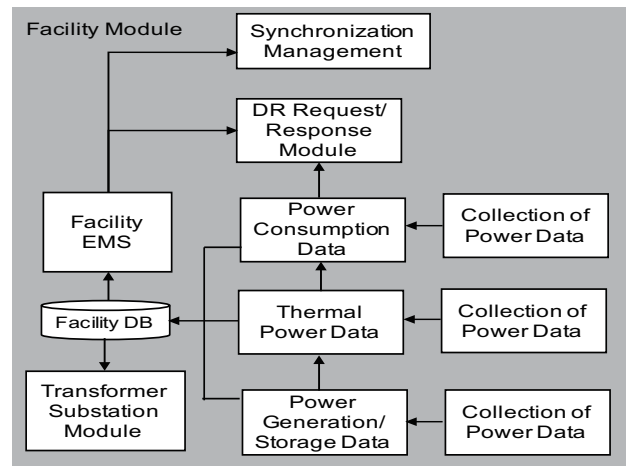 Facility Module
Synchronization
Management
DR Request/
Response
Module
Facility
EMS
Power
Consumption
Data
Collection of
Power Data
Facility DB
Thermal
Power Data
Collection of
Power Data
Transformer
Substation
Module
Power
Generation/
Storage Data
Collection of
Power Data